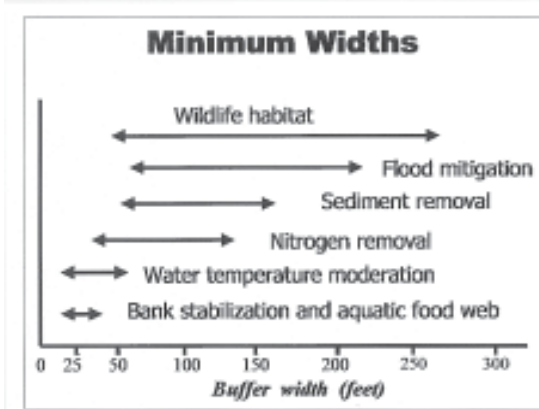 Minimum Widths
Wildlife habitat
Flood mitigation
Sediment removal
Nitrogen removal
Water temperature moderation
Bank stabilization and aquatic food web
0 25 50 100 150 200 250 300
Buffer width (feet)